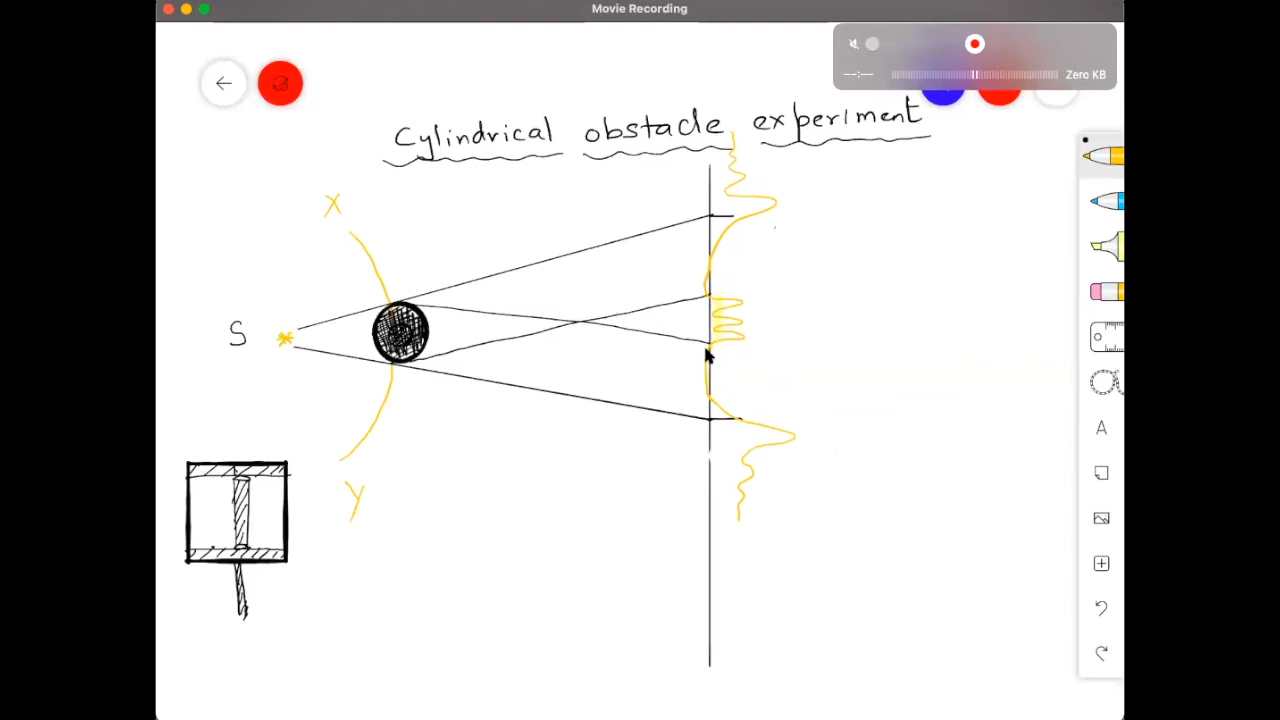 Movie Recording
--:-- Zero KB
Cylindrical obstacle experiment
X
S
Y
A